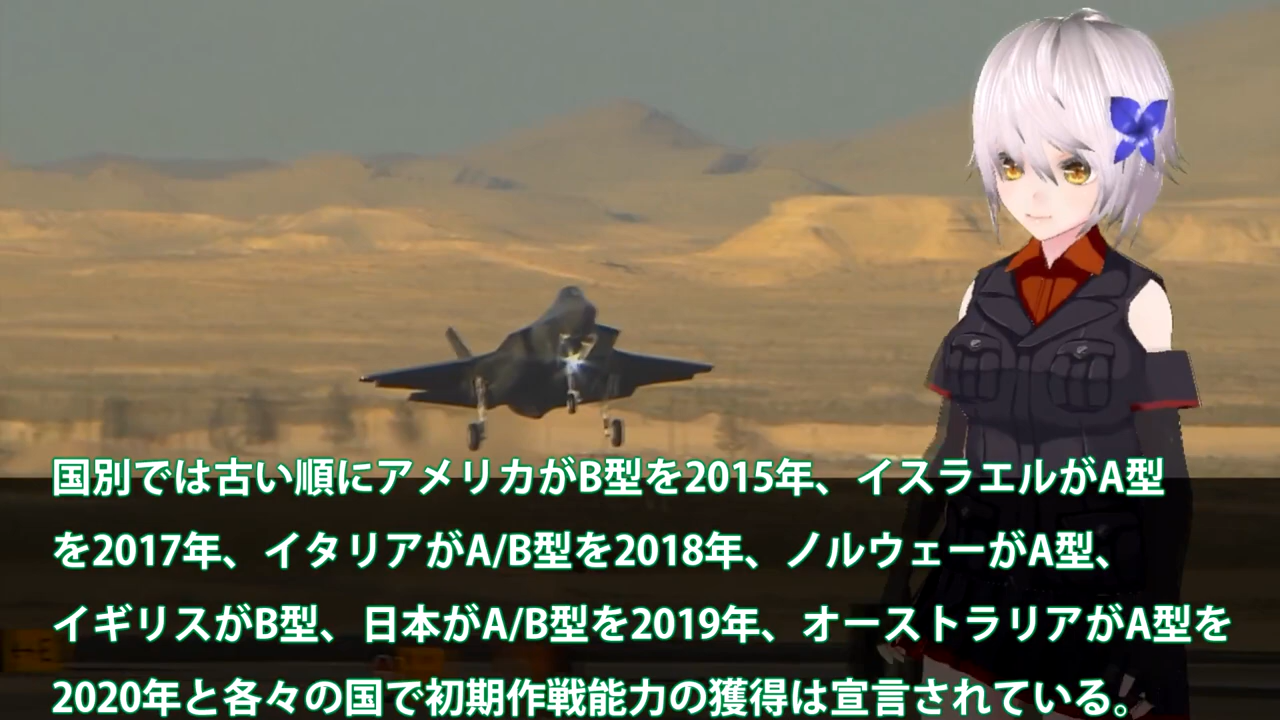 国別では古い順にアメリカがB型を2015年、イスラエルがA型
を2017年、イタリアがA/B型を2018年、ノルウェーがA型、
イギリスがB型、日本がA/B型を2019年、オーストラリアがA型を
2020年と各々の国で初期作戦能力の獲得は宣言されている。